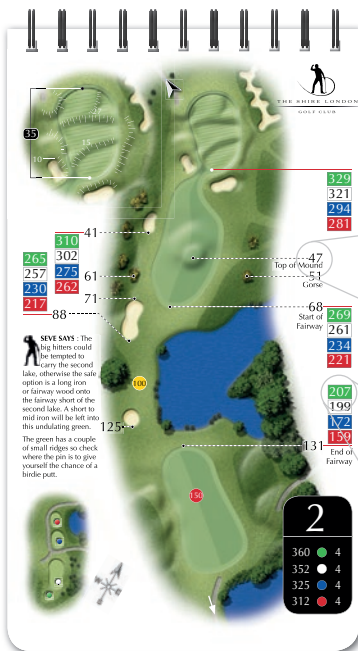 THE SHIRE LONDON
GOLF CLUB
35
10
15
329
321
294
281
41
310
302
275
262
265
257
230
217
61
71
88
47
Top of Mound
51
Gorse
68
Start of
Fairway
269
261
234
221
SEVE SAYS : The
big hitters could
be tempted to
carry the second
lake, otherwise the safe
option is a long iron
or fairway wood onto
the fairway short of the
second lake. A short to
mid iron will be left into
this undulating green.
The green has a couple
of small ridges so check
where the pin is to give
yourself the chance of a
birdie putt.
100
125
207
199
172
159
131
End of
Fairway
150
2
360 4
352 4
325 4
312 4